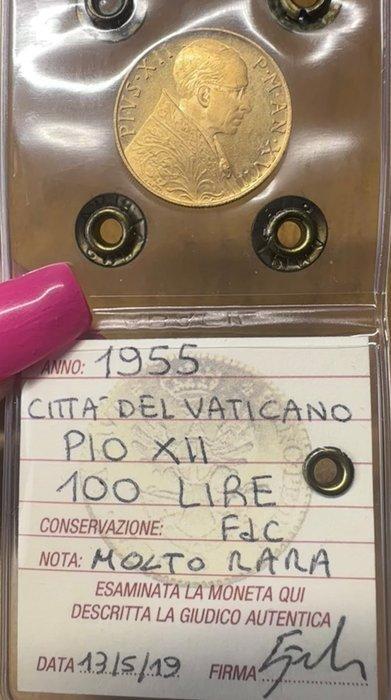 PIVS·XII P·M·AN·XVII
ANNO: 1955
CITTA' DEL VATICANO
PIO XII
100 LIRE
CONSERVAZIONE: FdC
NOTA: MOLTO RARA
ESAMINATA LA MONETA QUI
DESCRITTA LA GIUDICO AUTENTICA
DATA 13/5/19 FIRMA